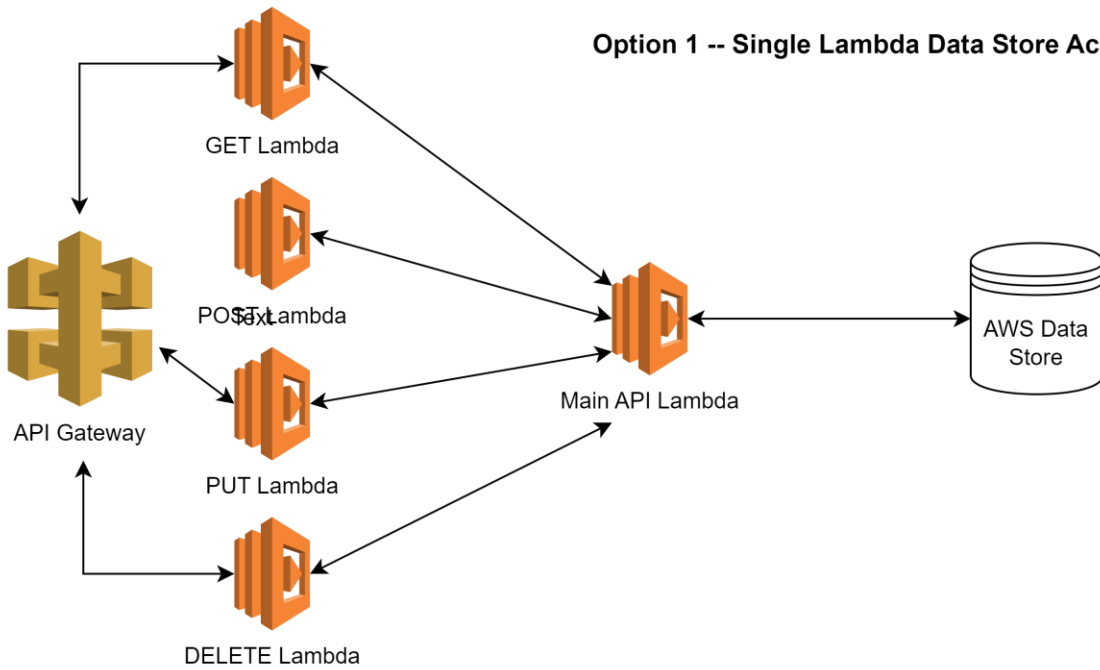 Option 1 -- Single Lambda Data Store Ac
GET Lambda
POST Lambda
Text
API Gateway
PUT Lambda
DELETE Lambda
Main API Lambda
AWS Data
Store